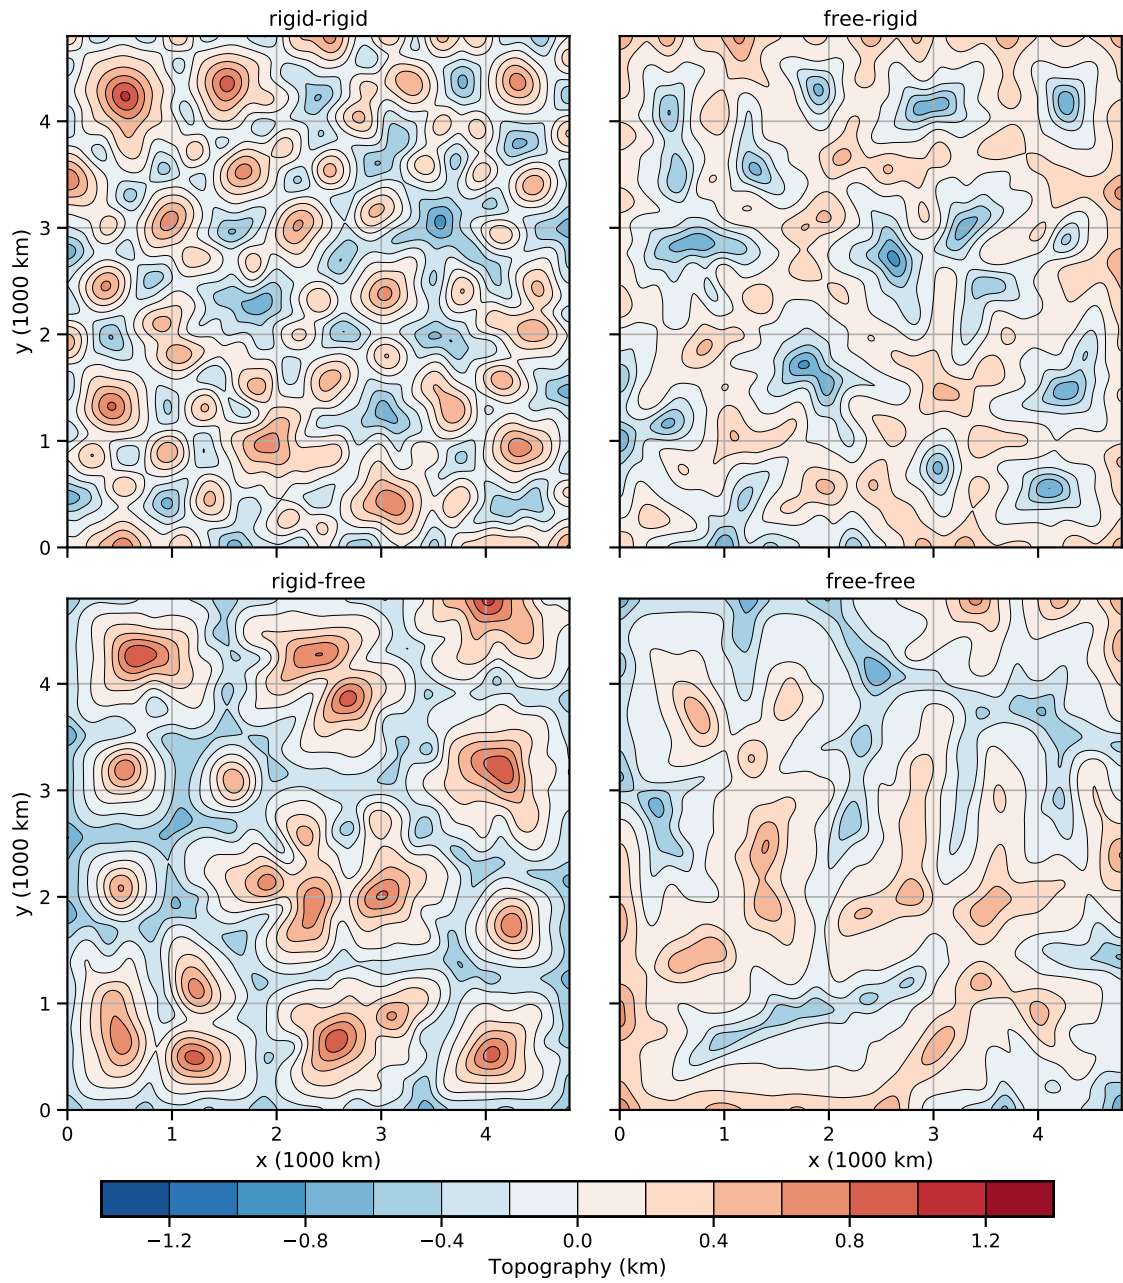 rigid-rigid
free-rigid
4
3
2
1
0
y (1000 km)
rigid-free
free-free
4
3
2
1
0
y (1000 km)
0 1 2 3 4
0 1 2 3 4
x (1000 km)
x (1000 km)
−1.2 −0.8 −0.4 0.0 0.4 0.8 1.2
Topography (km)